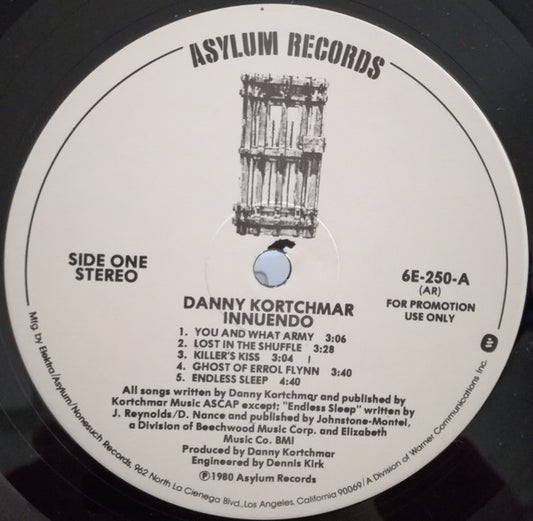 ASYLUM RECORDS
SIDE ONE
STEREO
6E-250-A
(AR)
FOR PROMOTION
USE ONLY
DANNY KORTCHMAR
INNUENDO
1. YOU AND WHAT ARMY 3:06
2. LOST IN THE SHUFFLE 3:28
3. KILLER'S KISS 3:04
4. GHOST OF ERROL FLYNN 3:40
5. ENDLESS SLEEP 4:40
All songs written by Danny Kortchmar and published by
Kortchmar Music ASCAP except; "Endless Sleep" written by
J. Reynolds/D. Nance and published by Johnstone-Montei,
a Division of Beechwood Music Corp. and Elizabeth
Music Co. BMI
Produced by Danny Kortchmar
Engineered by Dennis Kirk
℗1980 Asylum Records
Mfg by Elektra/Asylum/Nonesuch Records, 962 North La Cienega Blvd., Los Angeles, California 90069/A Division of Warner Communications Inc.